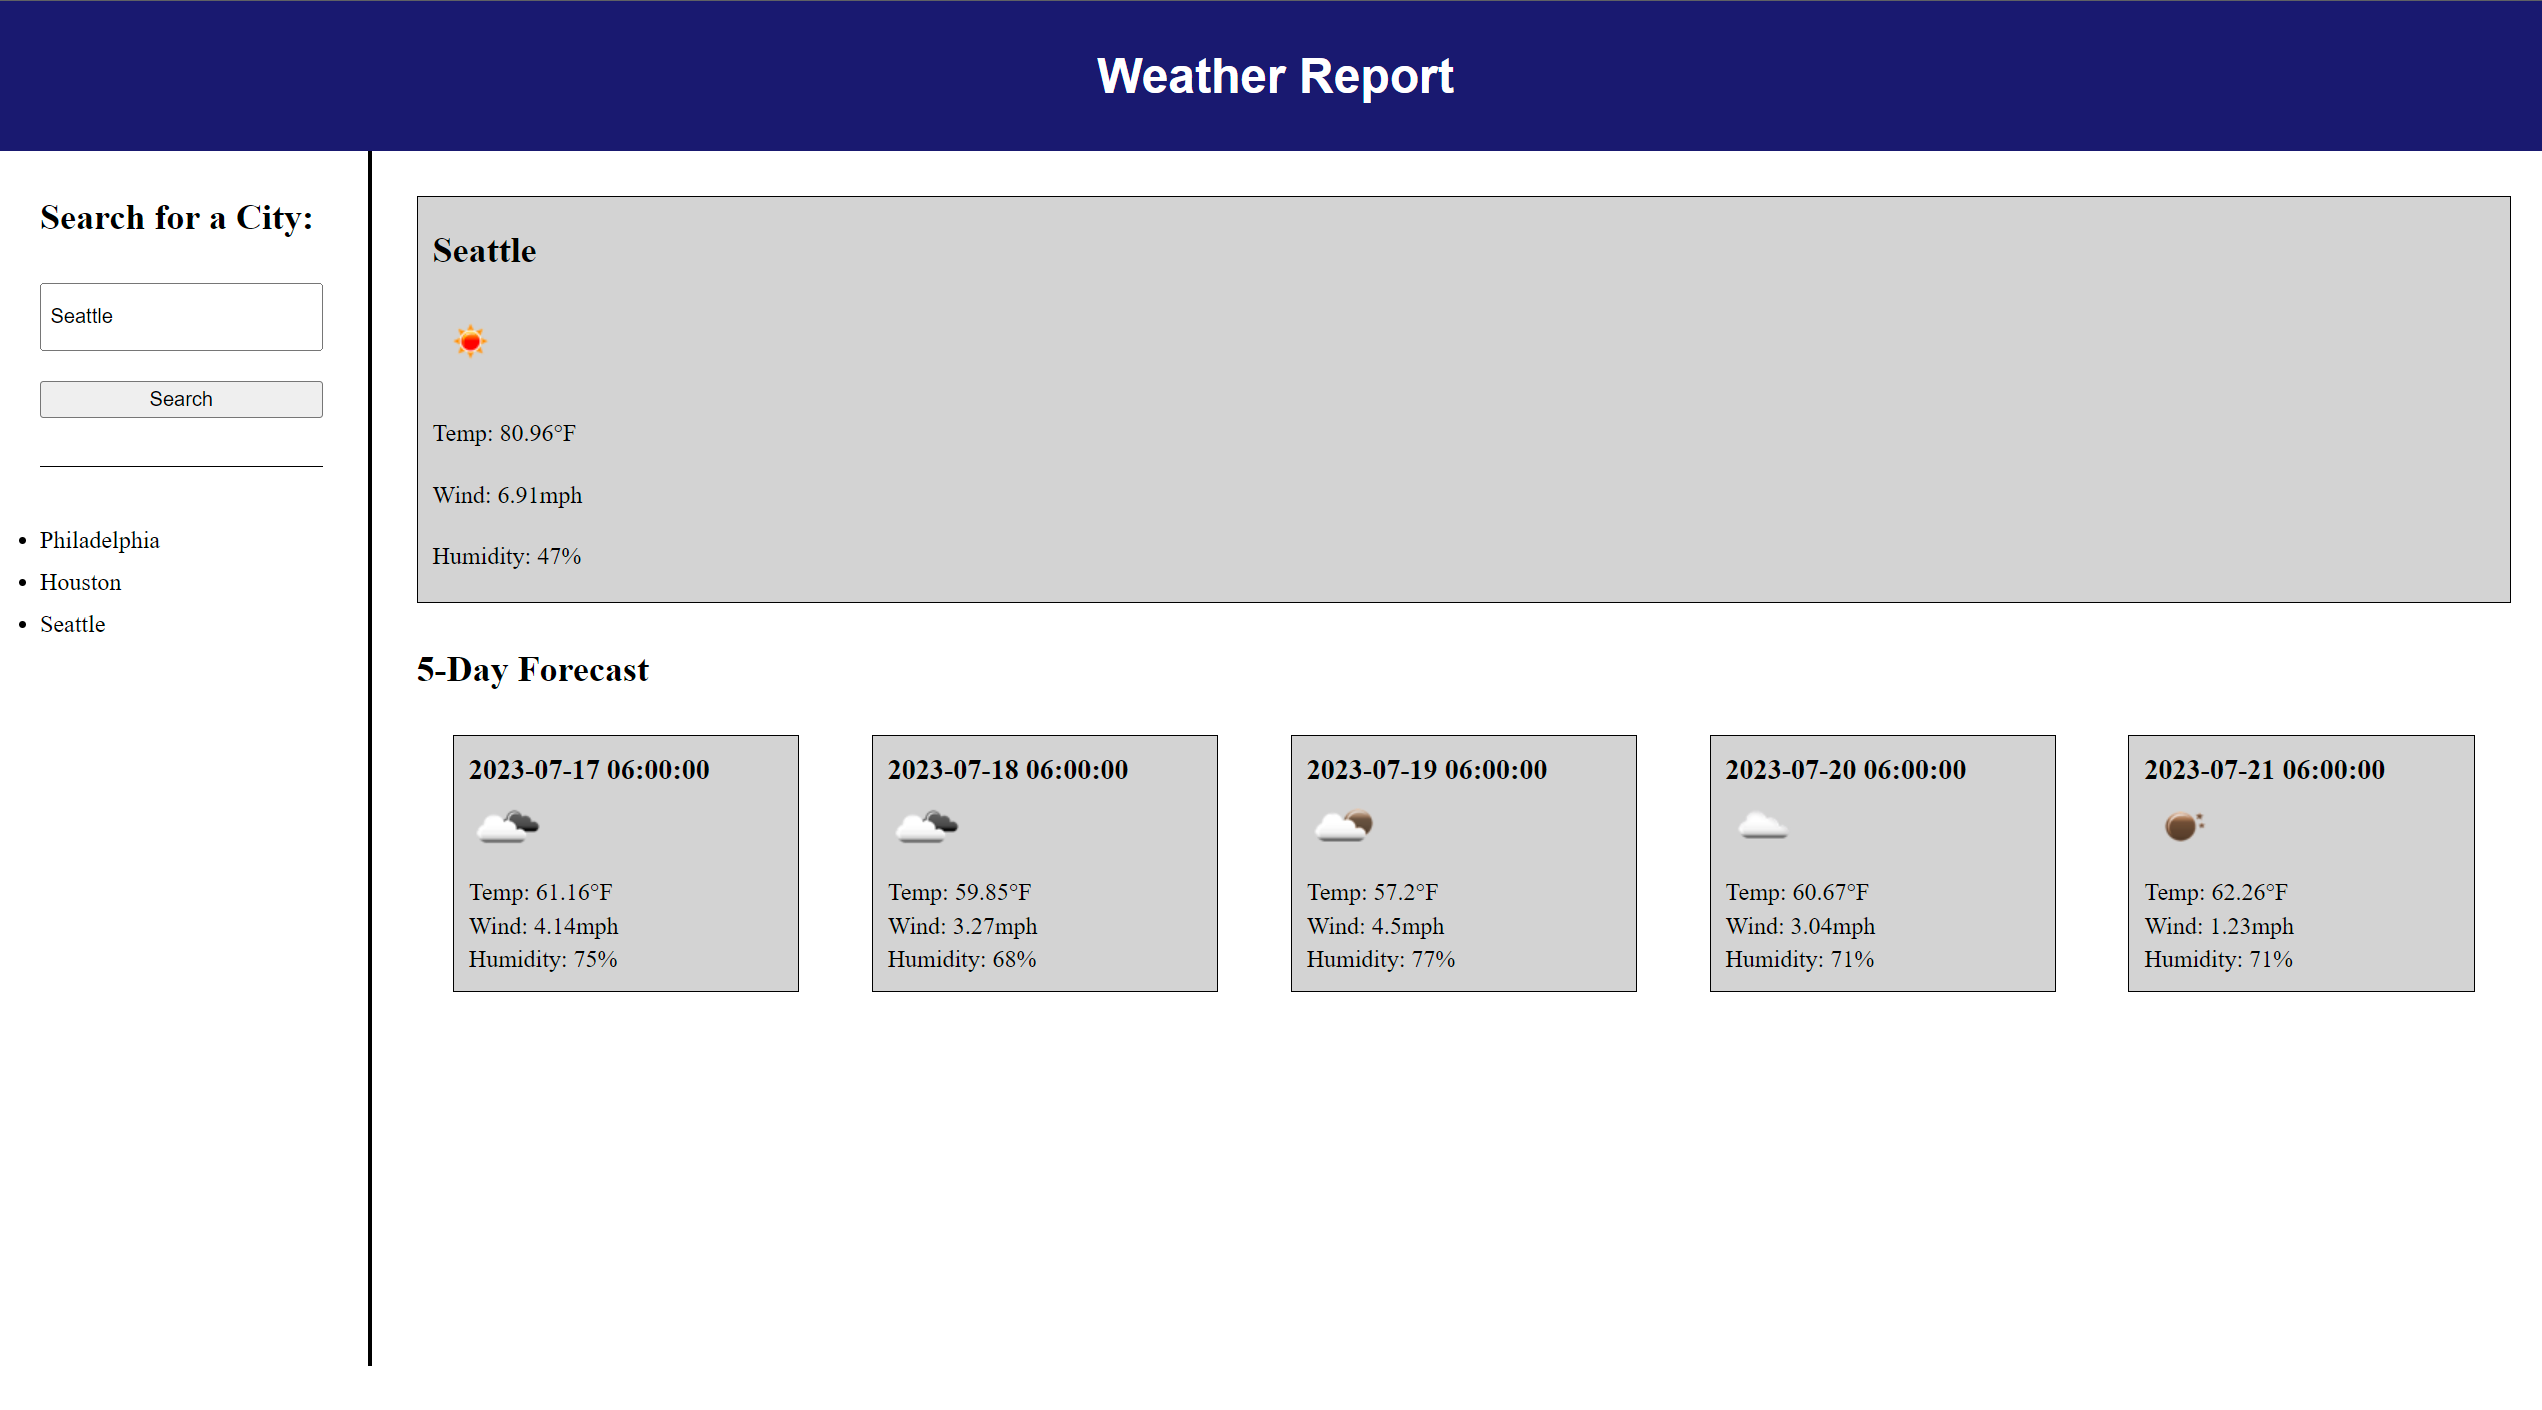 Weather Report
Search for a City:
Seattle
Search
Philadelphia
Houston
Seattle
Seattle
Temp: 80.96°F
Wind: 6.91mph
Humidity: 47%
5-Day Forecast
2023-07-17 06:00:00
Temp: 61.16°F
Wind: 4.14mph
Humidity: 75%
2023-07-18 06:00:00
Temp: 59.85°F
Wind: 3.27mph
Humidity: 68%
2023-07-19 06:00:00
Temp: 57.2°F
Wind: 4.5mph
Humidity: 77%
2023-07-20 06:00:00
Temp: 60.67°F
Wind: 3.04mph
Humidity: 71%
2023-07-21 06:00:00
Temp: 62.26°F
Wind: 1.23mph
Humidity: 71%